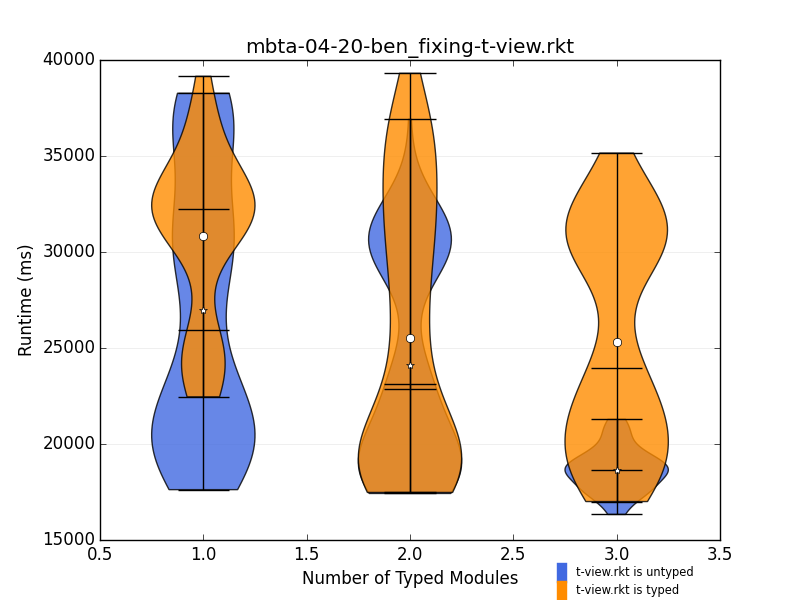 mbta-04-20-ben_fixing-t-view.rkt
40000
35000
30000
25000
20000
15000
Runtime (ms)
0.5 1.0 1.5 2.0 2.5 3.0 3.5
Number of Typed Modules
t-view.rkt is untyped
t-view.rkt is typed